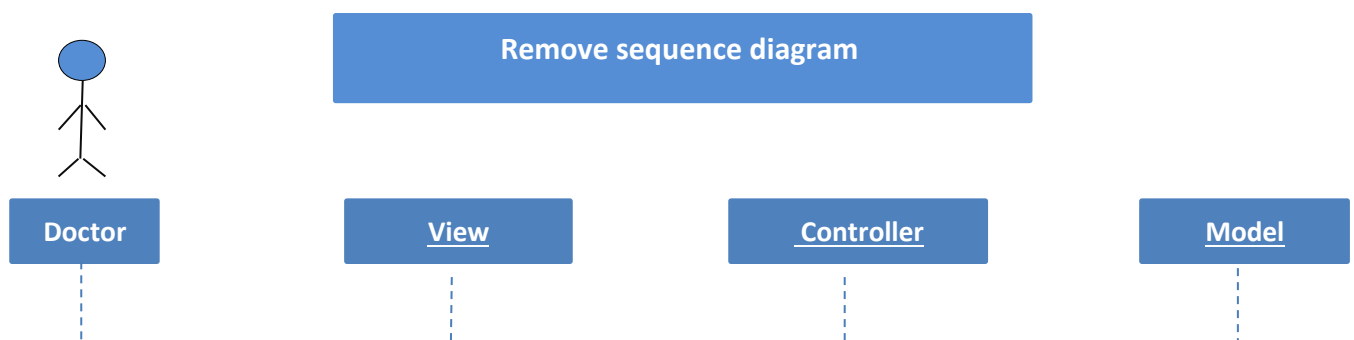 Remove sequence diagram
Doctor
View
Controller
Model